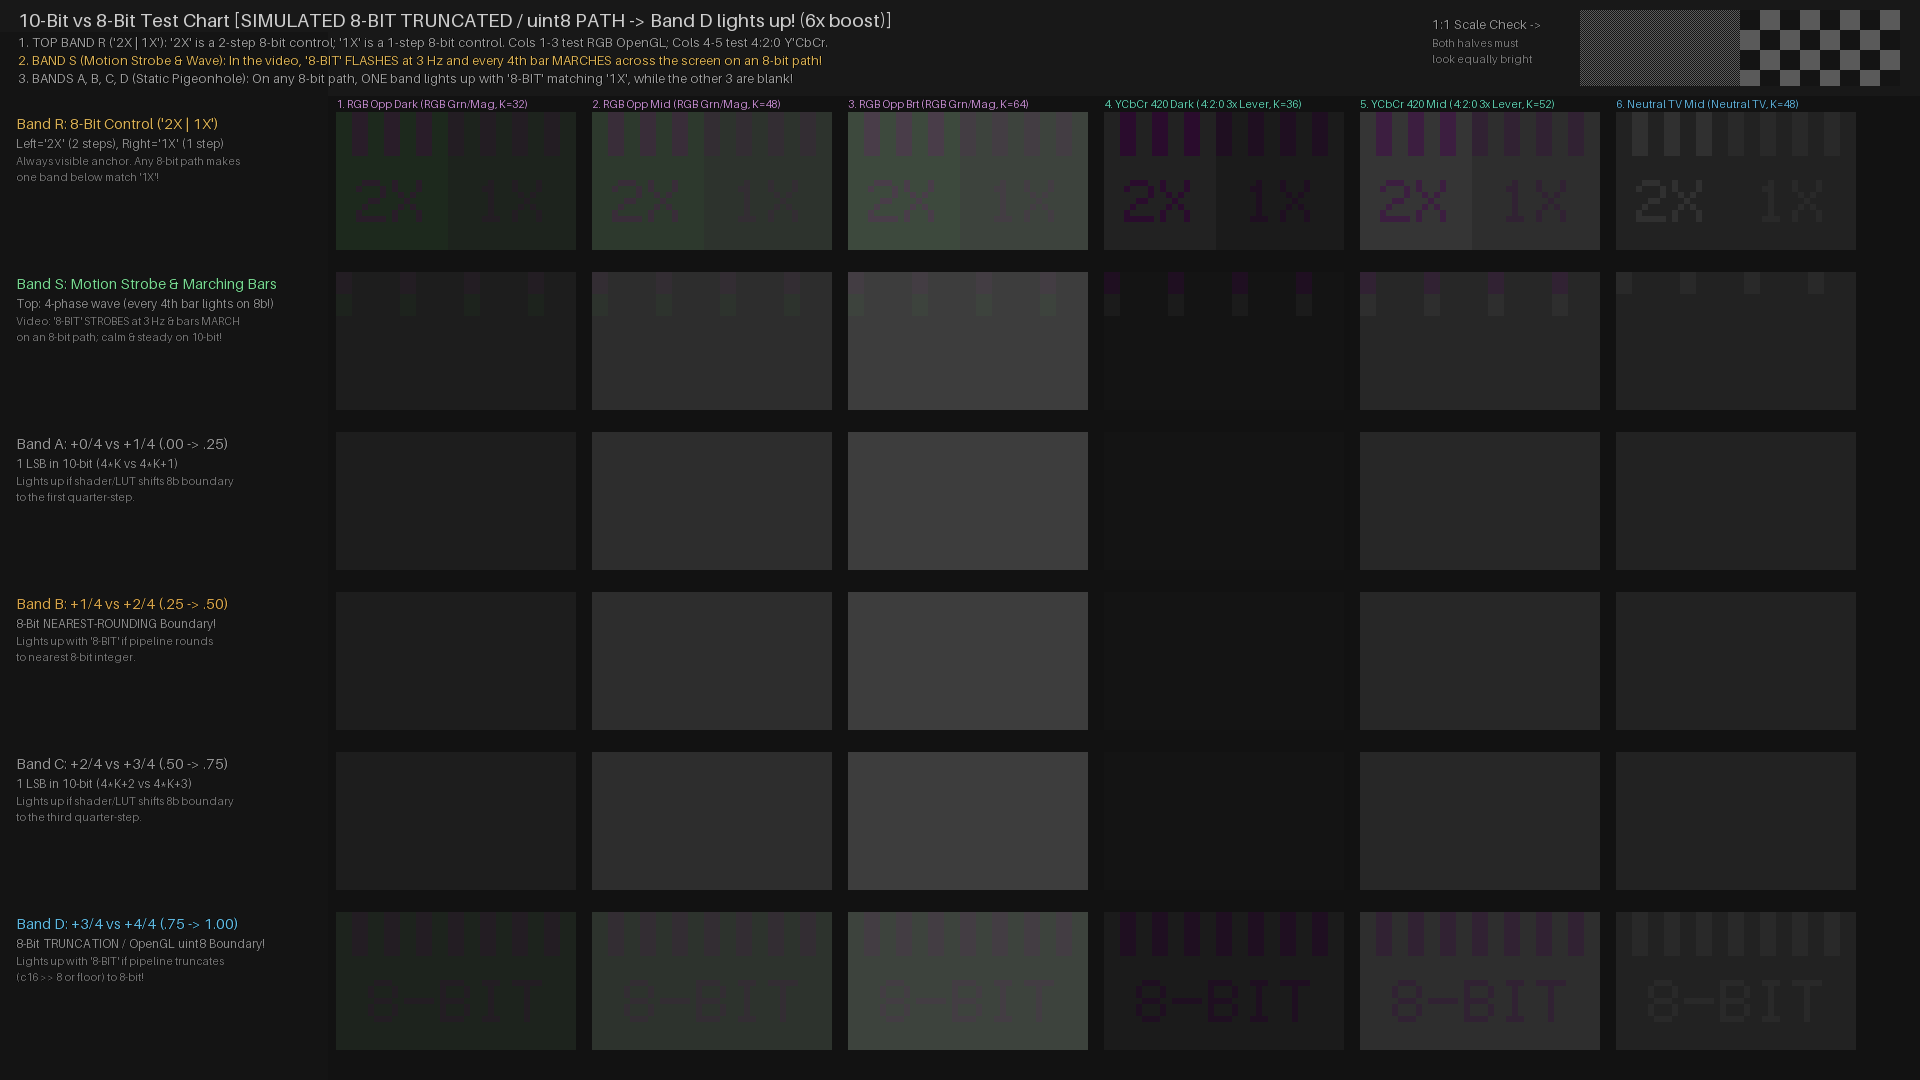 10-Bit vs 8-Bit Test Chart [SIMULATED 8-BIT TRUNCATED / uint8 PATH -> Band D lights up! (6x boost)]
1. TOP BAND R ('2X | 1X'): '2X' is a 2-step 8-bit control; '1X' is a 1-step 8-bit control. Cols 1-3 test RGB OpenGL; Cols 4-5 test 4:2:0 Y'CbCr.
2. BAND S (Motion Strobe & Wave): In the video, '8-BIT' FLASHES at 3 Hz and every 4th bar MARCHES across the screen on an 8-bit path!
3. BANDS A, B, C, D (Static Pigeonhole): On any 8-bit path, ONE band lights up with '8-BIT' matching '1X', while the other 3 are blank!
1:1 Scale Check ->
Both halves must
look equally bright
1. RGB Opp Dark (RGB Grn/Mag, K=32)
2. RGB Opp Mid (RGB Grn/Mag, K=48)
3. RGB Opp Brt (RGB Grn/Mag, K=64)
4. YCbCr 420 Dark (4:2:0 3x Lever, K=36)
5. YCbCr 420 Mid (4:2:0 3x Lever, K=52)
6. Neutral TV Mid (Neutral TV, K=48)
Band R: 8-Bit Control ('2X | 1X')
Left='2X' (2 steps), Right='1X' (1 step)
Always visible anchor. Any 8-bit path makes
one band below match '1X'!
2X 1X
2X 1X
2X 1X
2X 1X
2X 1X
2X 1X
Band S: Motion Strobe & Marching Bars
Top: 4-phase wave (every 4th bar lights on 8b!)
Video: '8-BIT' STROBES at 3 Hz & bars MARCH
on an 8-bit path; calm & steady on 10-bit!
Band A: +0/4 vs +1/4 (.00 -> .25)
1 LSB in 10-bit (4*K vs 4*K+1)
Lights up if shader/LUT shifts 8b boundary
to the first quarter-step.
Band B: +1/4 vs +2/4 (.25 -> .50)
8-Bit NEAREST-ROUNDING Boundary!
Lights up with '8-BIT' if pipeline rounds
to nearest 8-bit integer.
Band C: +2/4 vs +3/4 (.50 -> .75)
1 LSB in 10-bit (4*K+2 vs 4*K+3)
Lights up if shader/LUT shifts 8b boundary
to the third quarter-step.
Band D: +3/4 vs +4/4 (.75 -> 1.00)
8-Bit TRUNCATION / OpenGL uint8 Boundary!
Lights up with '8-BIT' if pipeline truncates
(c16 >> 8 or floor) to 8-bit!
8-BIT
8-BIT
8-BIT
8-BIT
8-BIT
8-BIT